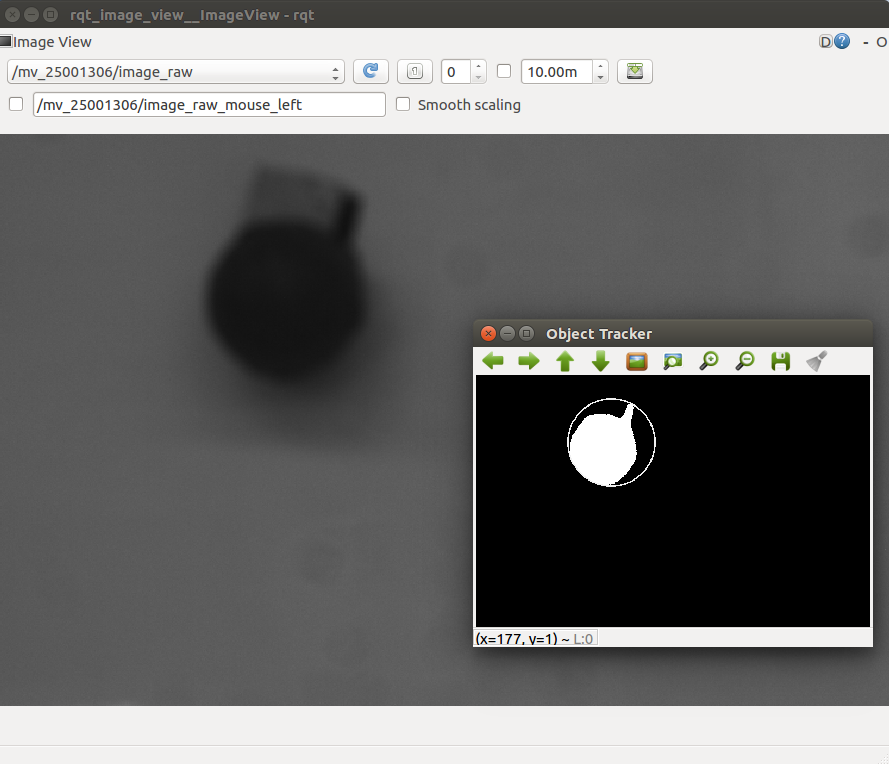 rqt_image_view__ImageView - rqt
Image View
D
?
- O
/mv_25001306/image_raw
0
10.00m
/mv_25001306/image_raw_mouse_left
Smooth scaling
Object Tracker
(x=177, y=1) ~ L:0